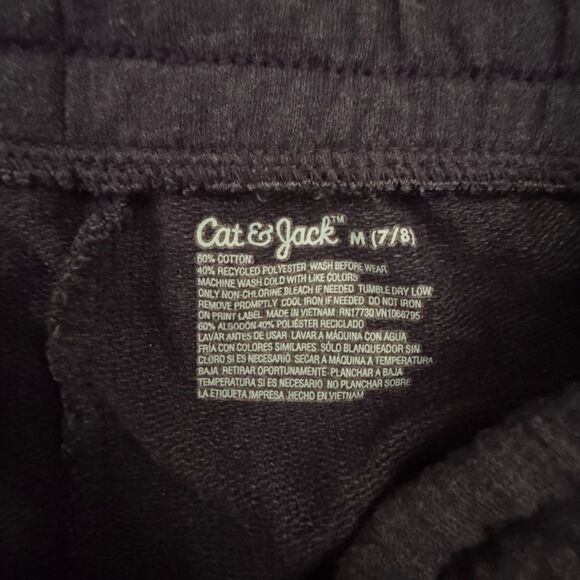 Cat & Jack™ M (7/8)
60% COTTON
40% RECYCLED POLYESTER WASH BEFORE WEAR
MACHINE WASH COLD WITH LIKE COLORS
ONLY NON-CHLORINE BLEACH IF NEEDED TUMBLE DRY LOW
REMOVE PROMPTLY COOL IRON IF NEEDED DO NOT IRON
ON PRINT LABEL MADE IN VIETNAM RN17730 VN1068795
60% ALGODÓN 40% POLIÉSTER RECICLADO
LAVAR ANTES DE USAR LAVAR A MÁQUINA CON AGUA
FRÍA CON COLORES SIMILARES SÓLO BLANQUEADOR SIN
CLORO SI ES NECESARIO SECAR A MÁQUINA A TEMPERATURA
BAJA RETIRAR OPORTUNAMENTE PLANCHAR A BAJA
TEMPERATURA SI ES NECESARIO NO PLANCHAR SOBRE
LA ETIQUETA IMPRESA HECHO EN VIETNAM